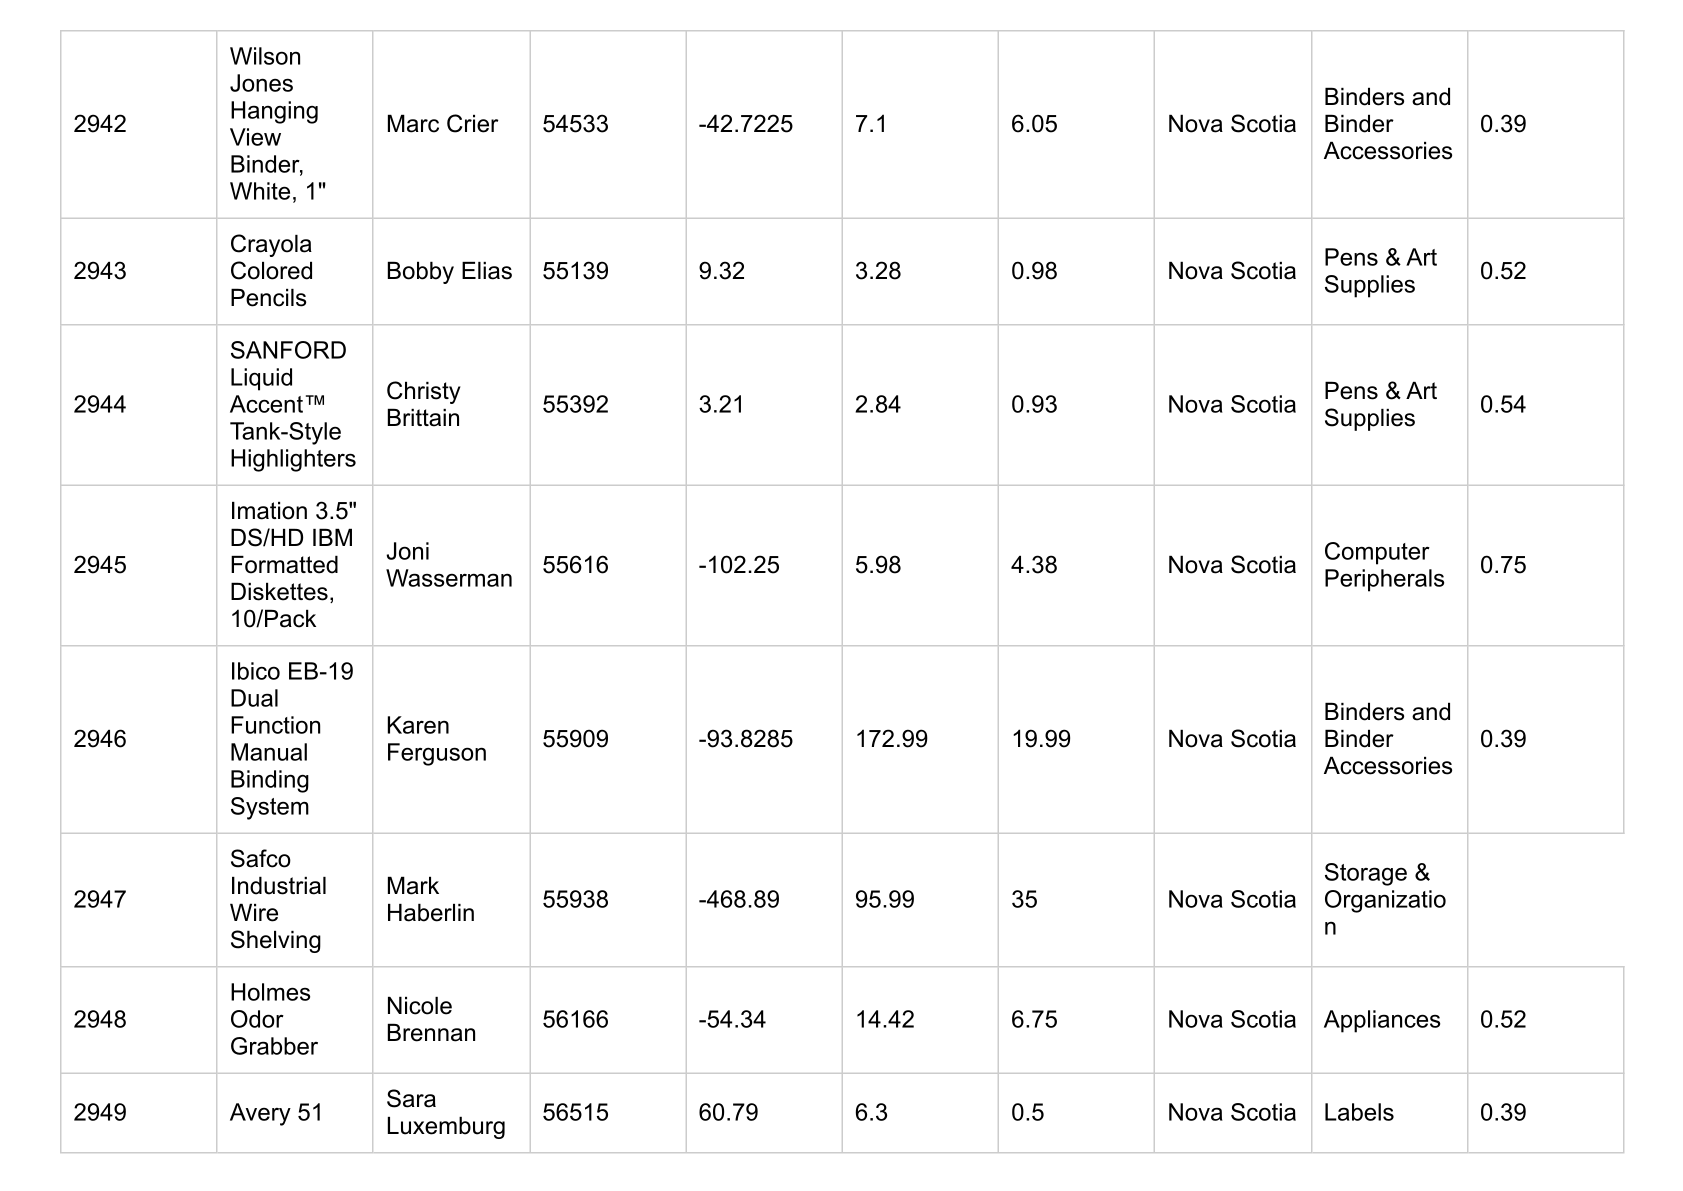 2942
Wilson
Jones
Hanging
View
Binder,
White, 1"
Marc Crier
54533
-42.7225
7.1
6.05
Nova Scotia
Binders and
Binder
Accessories
0.39
2943
Crayola
Colored
Pencils
Bobby Elias
55139
9.32
3.28
0.98
Nova Scotia
Pens & Art
Supplies
0.52
2944
SANFORD
Liquid
Accent™
Tank-Style
Highlighters
Christy
Brittain
55392
3.21
2.84
0.93
Nova Scotia
Pens & Art
Supplies
0.54
2945
Imation 3.5"
DS/HD IBM
Formatted
Diskettes,
10/Pack
Joni
Wasserman
55616
-102.25
5.98
4.38
Nova Scotia
Computer
Peripherals
0.75
2946
Ibico EB-19
Dual
Function
Manual
Binding
System
Karen
Ferguson
55909
-93.8285
172.99
19.99
Nova Scotia
Binders and
Binder
Accessories
0.39
2947
Safco
Industrial
Wire
Shelving
Mark
Haberlin
55938
-468.89
95.99
35
Nova Scotia
Storage &
Organizatio
n
2948
Holmes
Odor
Grabber
Nicole
Brennan
56166
-54.34
14.42
6.75
Nova Scotia
Appliances
0.52
2949
Avery 51
Sara
Luxemburg
56515
60.79
6.3
0.5
Nova Scotia
Labels
0.39